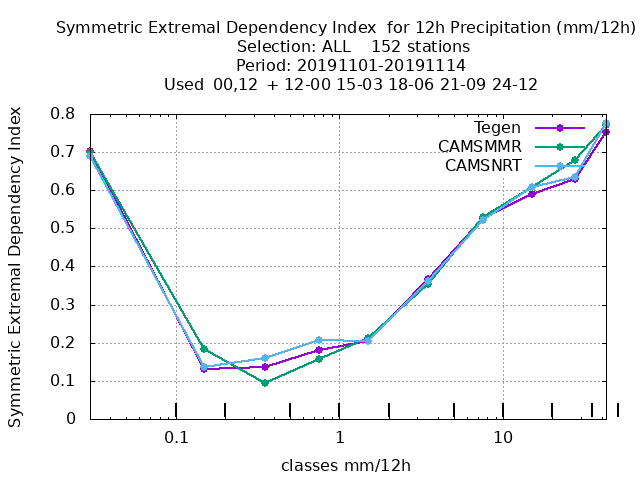 Symmetric Extremal Dependency Index  for 12h Precipitation (mm/12h)
Selection: ALL    152 stations
Period: 20191101-20191114
Used  00,12  + 12-00 15-03 18-06 21-09 24-12
Symmetric Extremal Dependency Index
0.8
0.7
0.6
0.5
0.4
0.3
0.2
0.1
0
Tegen
CAMSMMR
CAMSNRT
0.1 1 10
classes mm/12h